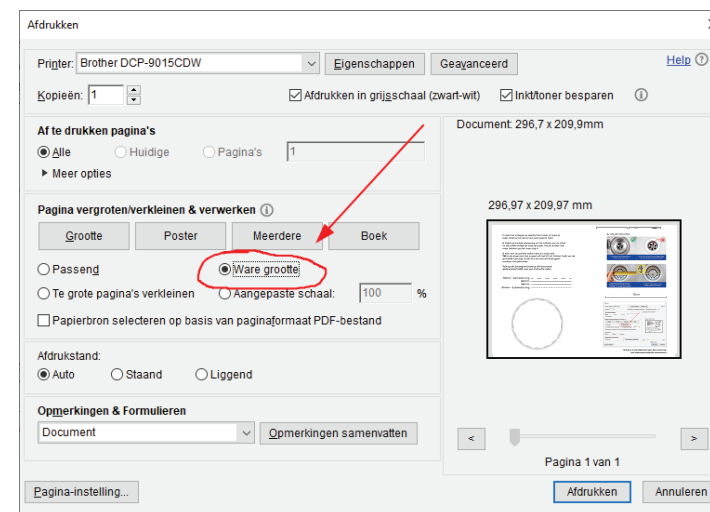 Afdrukken
Printer: Brother DCP-9015CDW Eigenschappen Geavanceerd Help
Kopieën: 1 Afdrukken in grijsschaal (zwart-wit) Inkt/toner besparen
Af te drukken pagina's
Alle Huidige Pagina's 1
Meer opties
Pagina vergroten/verkleinen & verwerken
Grootte Poster Meerdere Boek
Passend Ware grootte
Te grote pagina's verkleinen Aangepaste schaal: 100 %
Papierbron selecteren op basis van paginaformaat PDF-bestand
Afdrukstand:
Auto Staand Liggend
Opmerkingen & Formulieren
Document Opmerkingen samenvatten
Document: 296,7 x 209,9mm
296,97 x 209,97 mm
< >
Pagina 1 van 1
Pagina-instelling... Afdrukken Annuleren